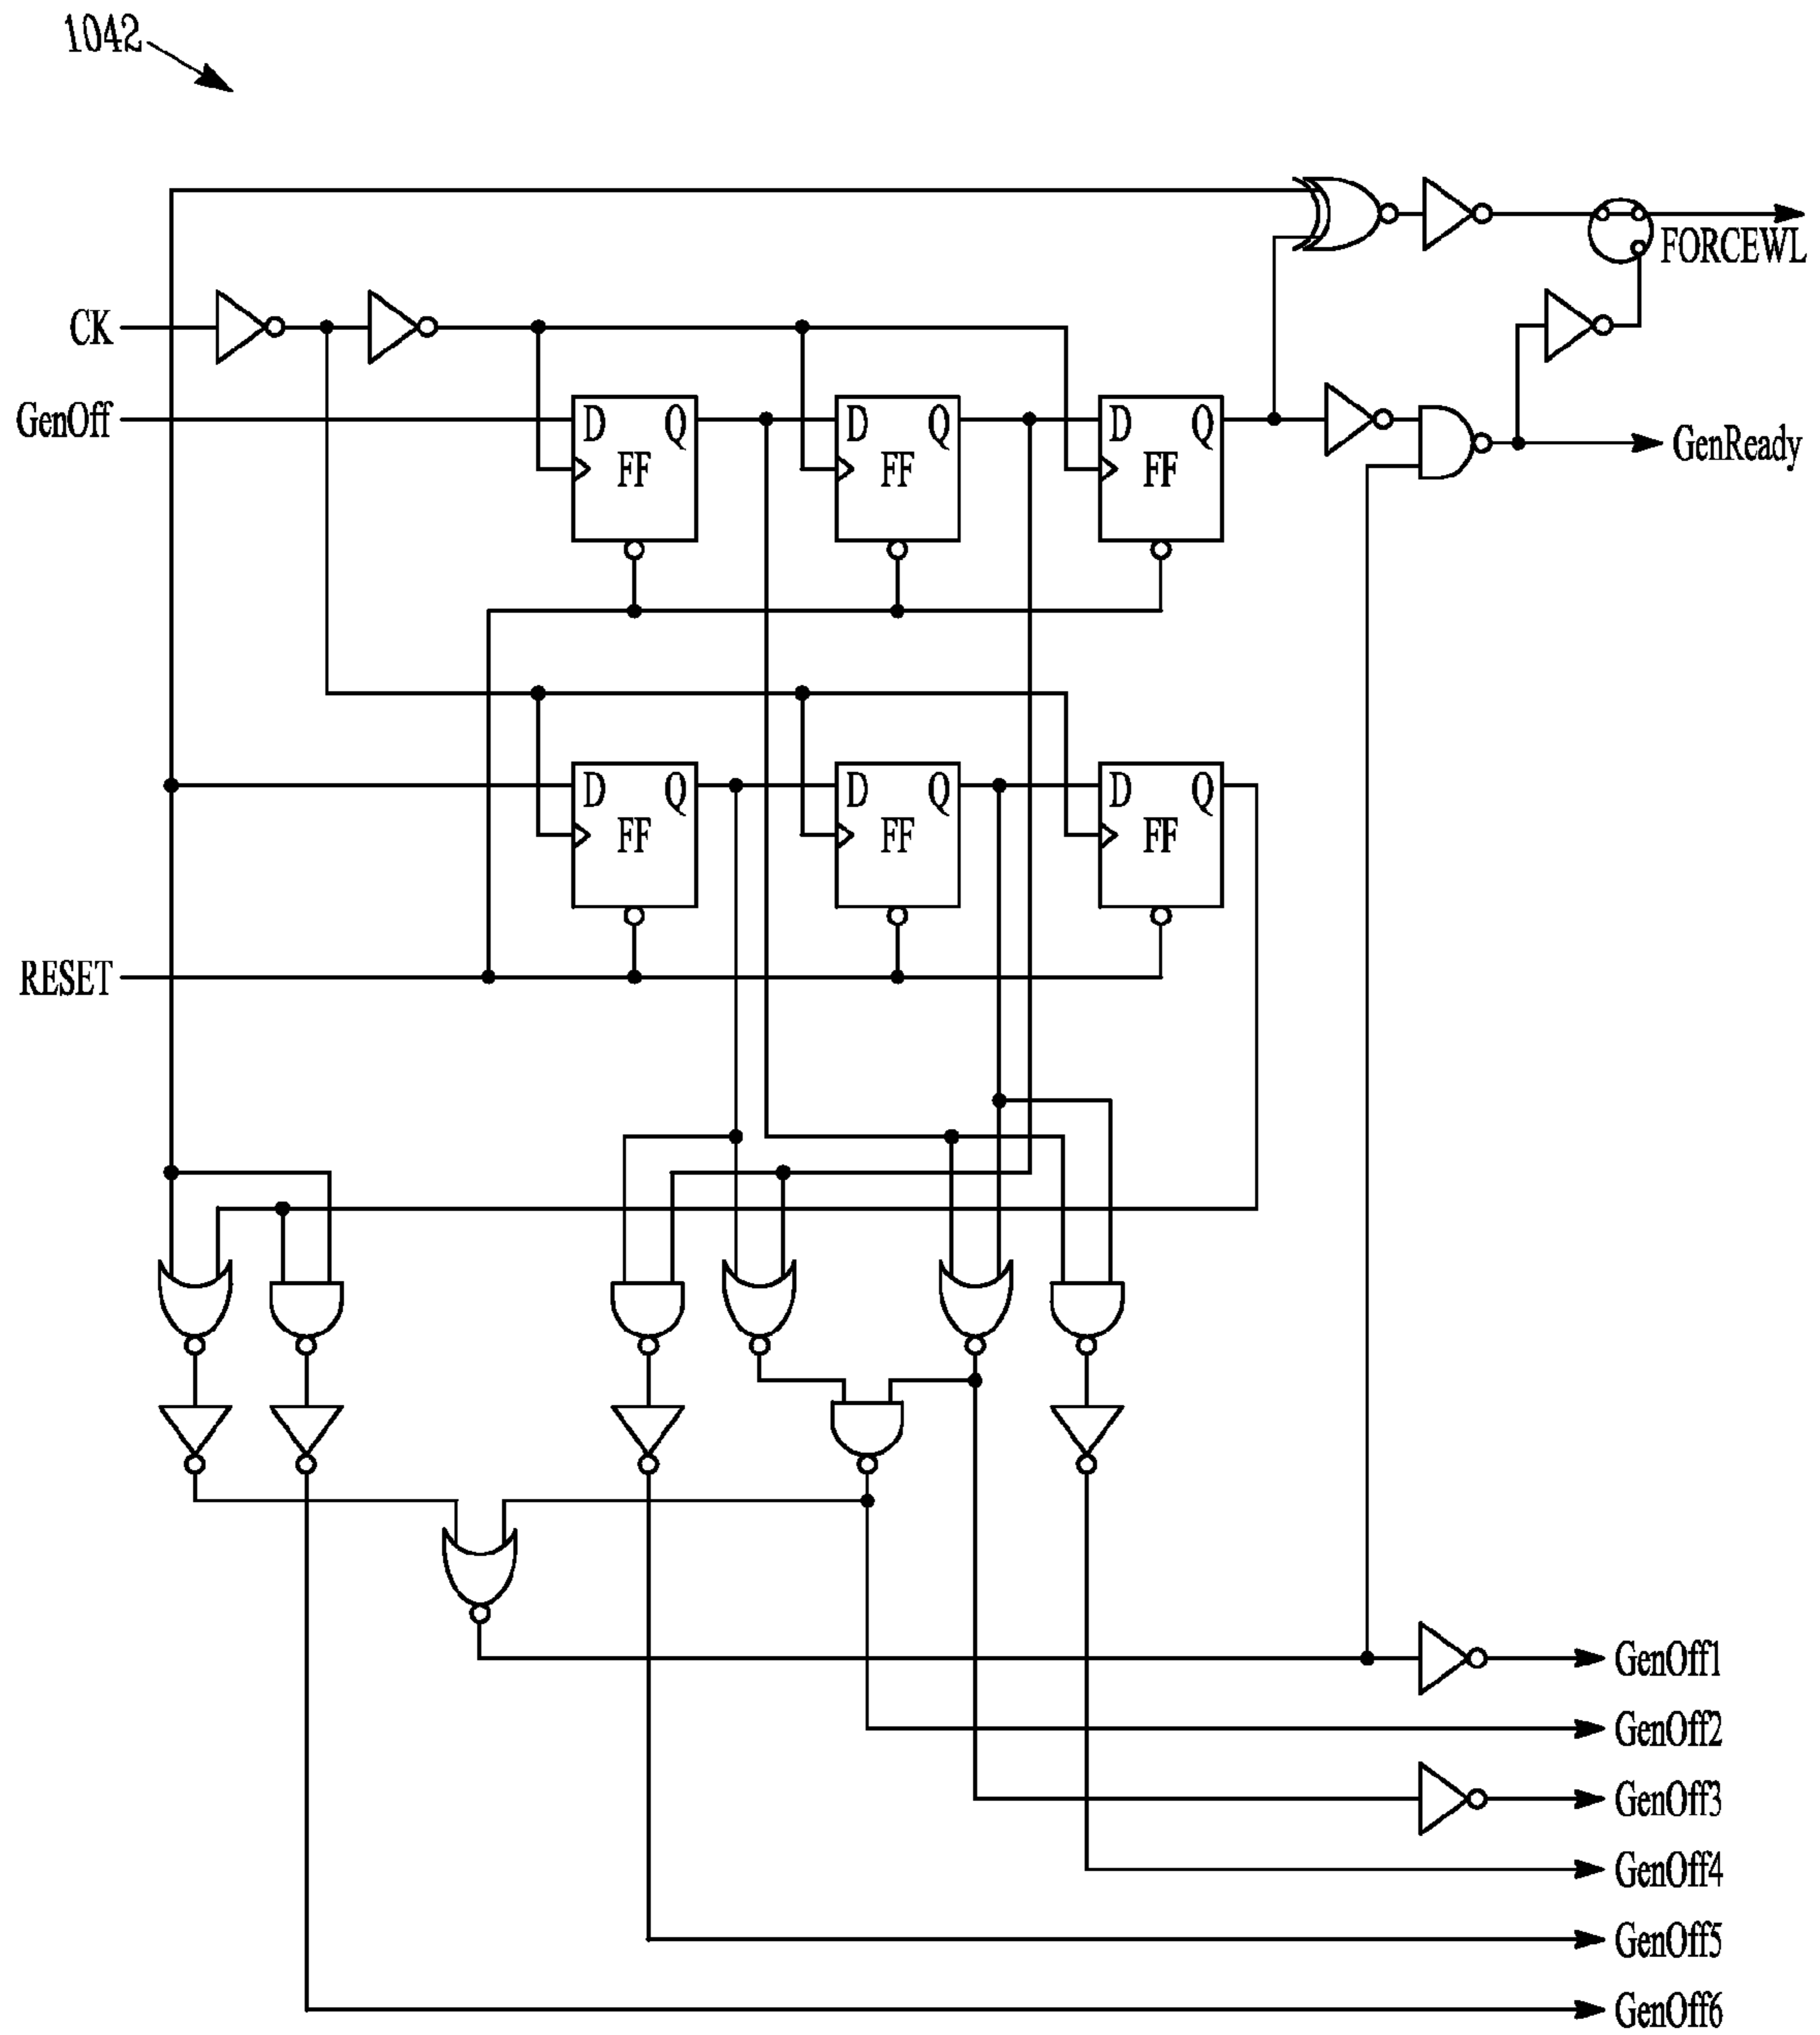 1042
FORCEWL
CK
GenOff
D Q
FF
D Q
FF
D Q
FF
GenReady
D Q
FF
D Q
FF
D Q
FF
RESET
GenOff1
GenOff2
GenOff3
GenOff4
GenOff5
GenOff6